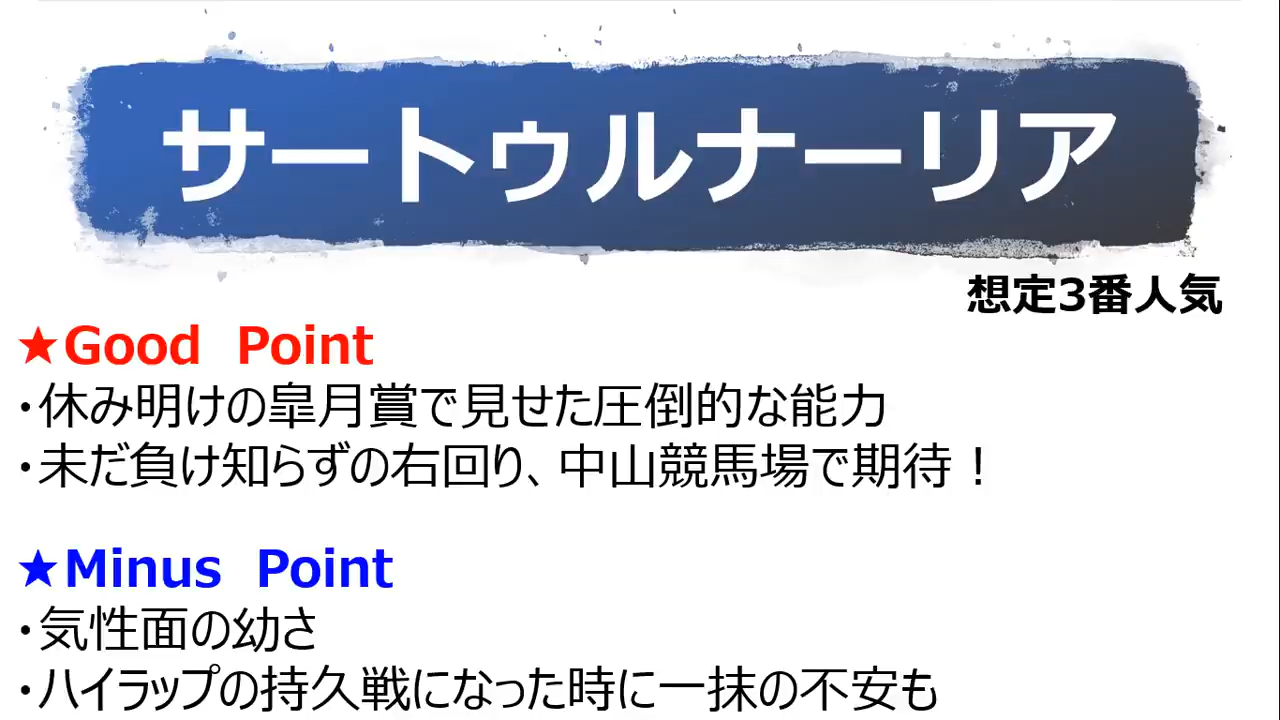 サートゥルナーリア
想定3番人気
★Good Point
・休み明けの皐月賞で見せた圧倒的な能力
・未だ負け知らずの右回り、中山競馬場で期待！
★Minus Point
・気性面の幼さ
・ハイラップの持久戦になった時に一抹の不安も